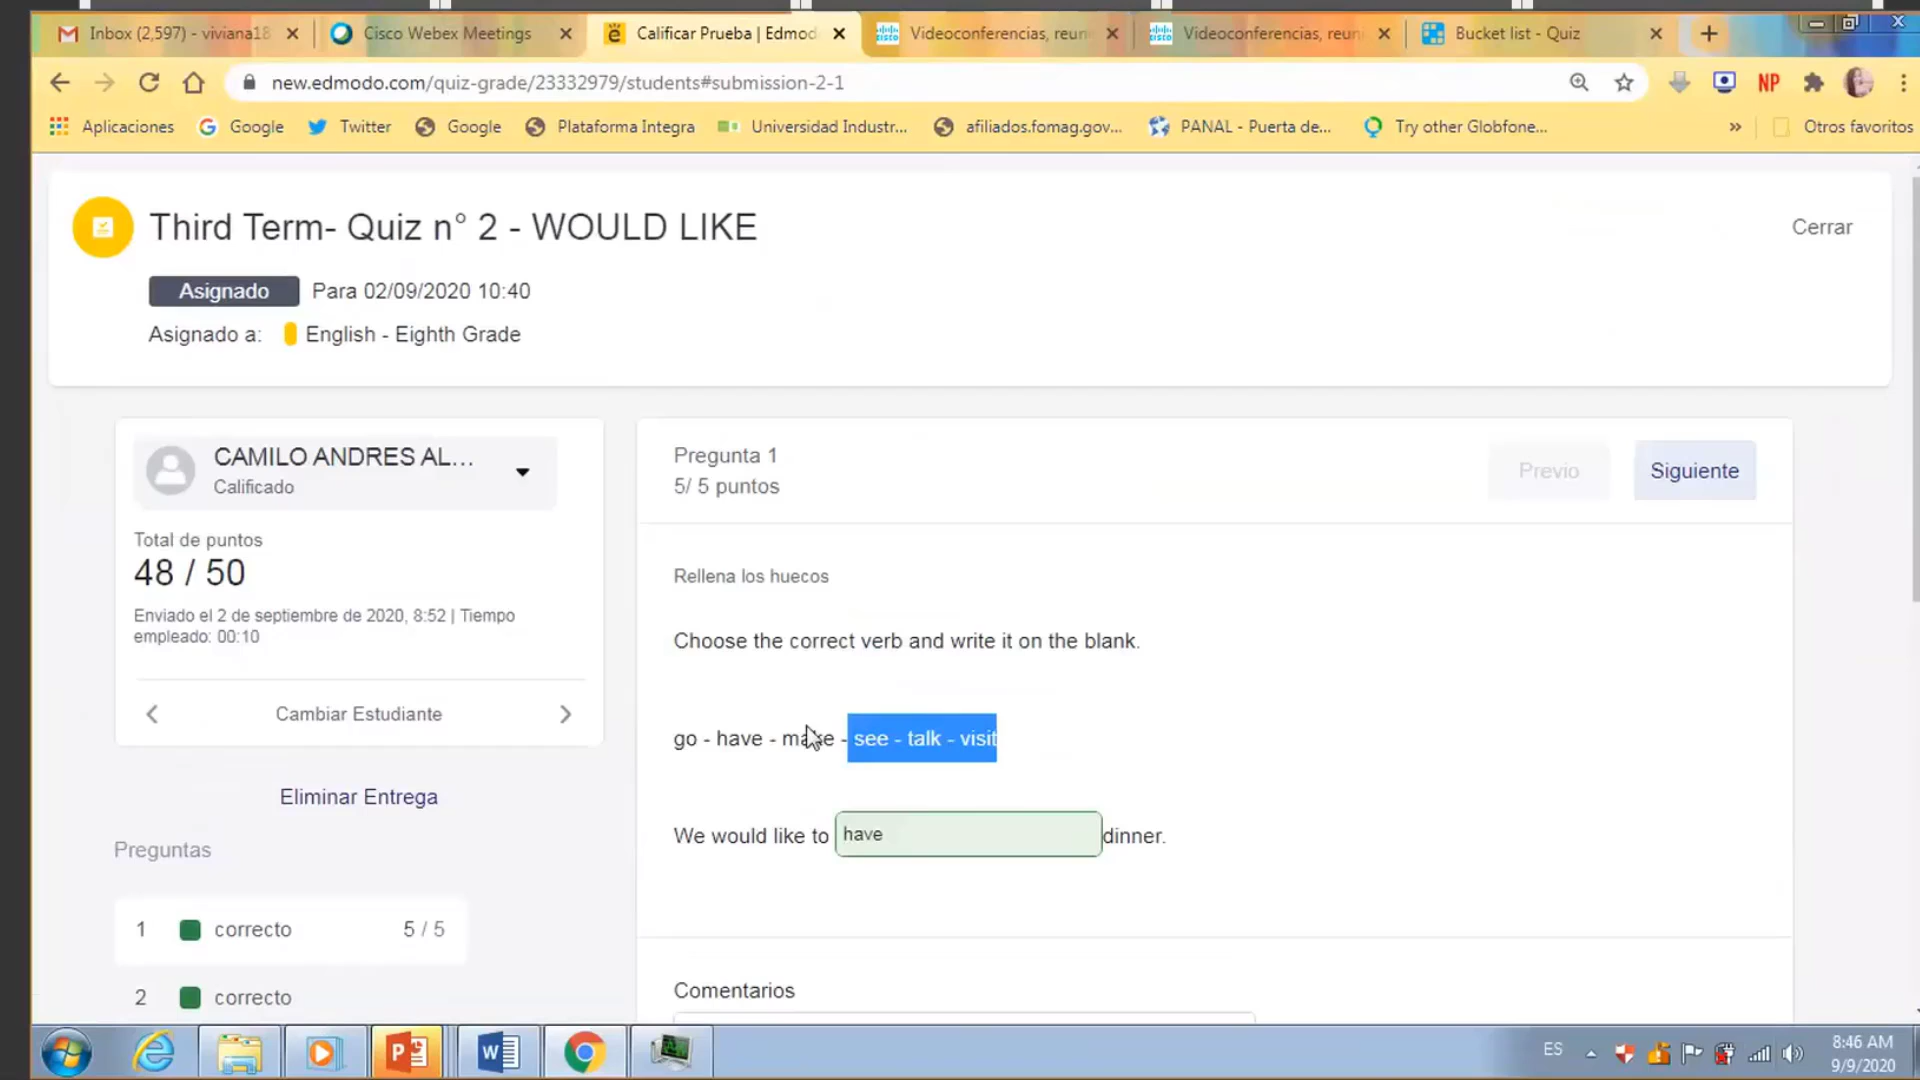 Inbox (2,597) - viviana18
Cisco Webex Meetings
Calificar Prueba | Edmod
Videoconferencias, reuni
Videoconferencias, reuni
Bucket list - Quiz
new.edmodo.com/quiz-grade/23332979/students#submission-2-1
NP
Aplicaciones
Google
Twitter
Google
Plataforma Integra
Universidad Industr...
afiliados.fomag.gov...
PANAL - Puerta de...
Try other Globfone...
»
Otros favoritos
Third Term- Quiz n° 2 - WOULD LIKE
Cerrar
Asignado Para 02/09/2020 10:40
Asignado a: English - Eighth Grade
CAMILO ANDRES AL...
Calificado
Total de puntos
48 / 50
Enviado el 2 de septiembre de 2020, 8:52 | Tiempo
empleado: 00:10
Cambiar Estudiante
Eliminar Entrega
Preguntas
1 correcto 5 / 5
2 correcto
Pregunta 1
5/ 5 puntos
Previo
Siguiente
Rellena los huecos
Choose the correct verb and write it on the blank.
go - have - make - see - talk - visit
We would like to have dinner.
Comentarios
ES
8:46 AM
9/9/2020